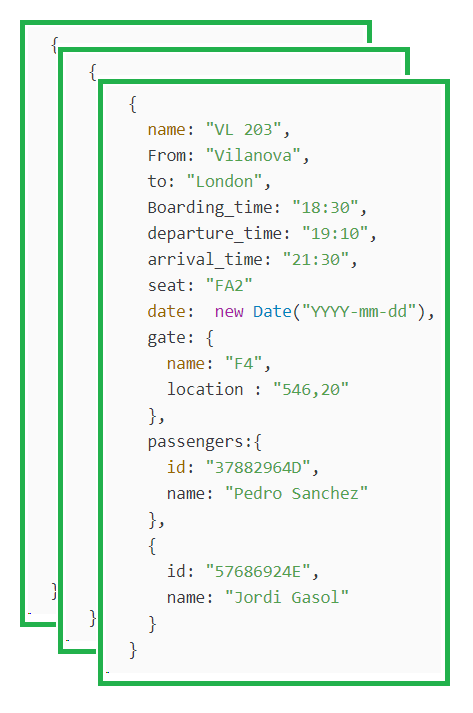 {
{
{
name: "VL 203",
From: "Vilanova",
to: "London",
Boarding_time: "18:30",
departure_time: "19:10",
arrival_time: "21:30",
seat: "FA2"
date:  new Date("YYYY-mm-dd"),
gate: {
name: "F4",
location : "546,20"
},
passengers:{
id: "37882964D",
name: "Pedro Sanchez"
},
{
id: "57686924E",
name: "Jordi Gasol"
}
}
}
}